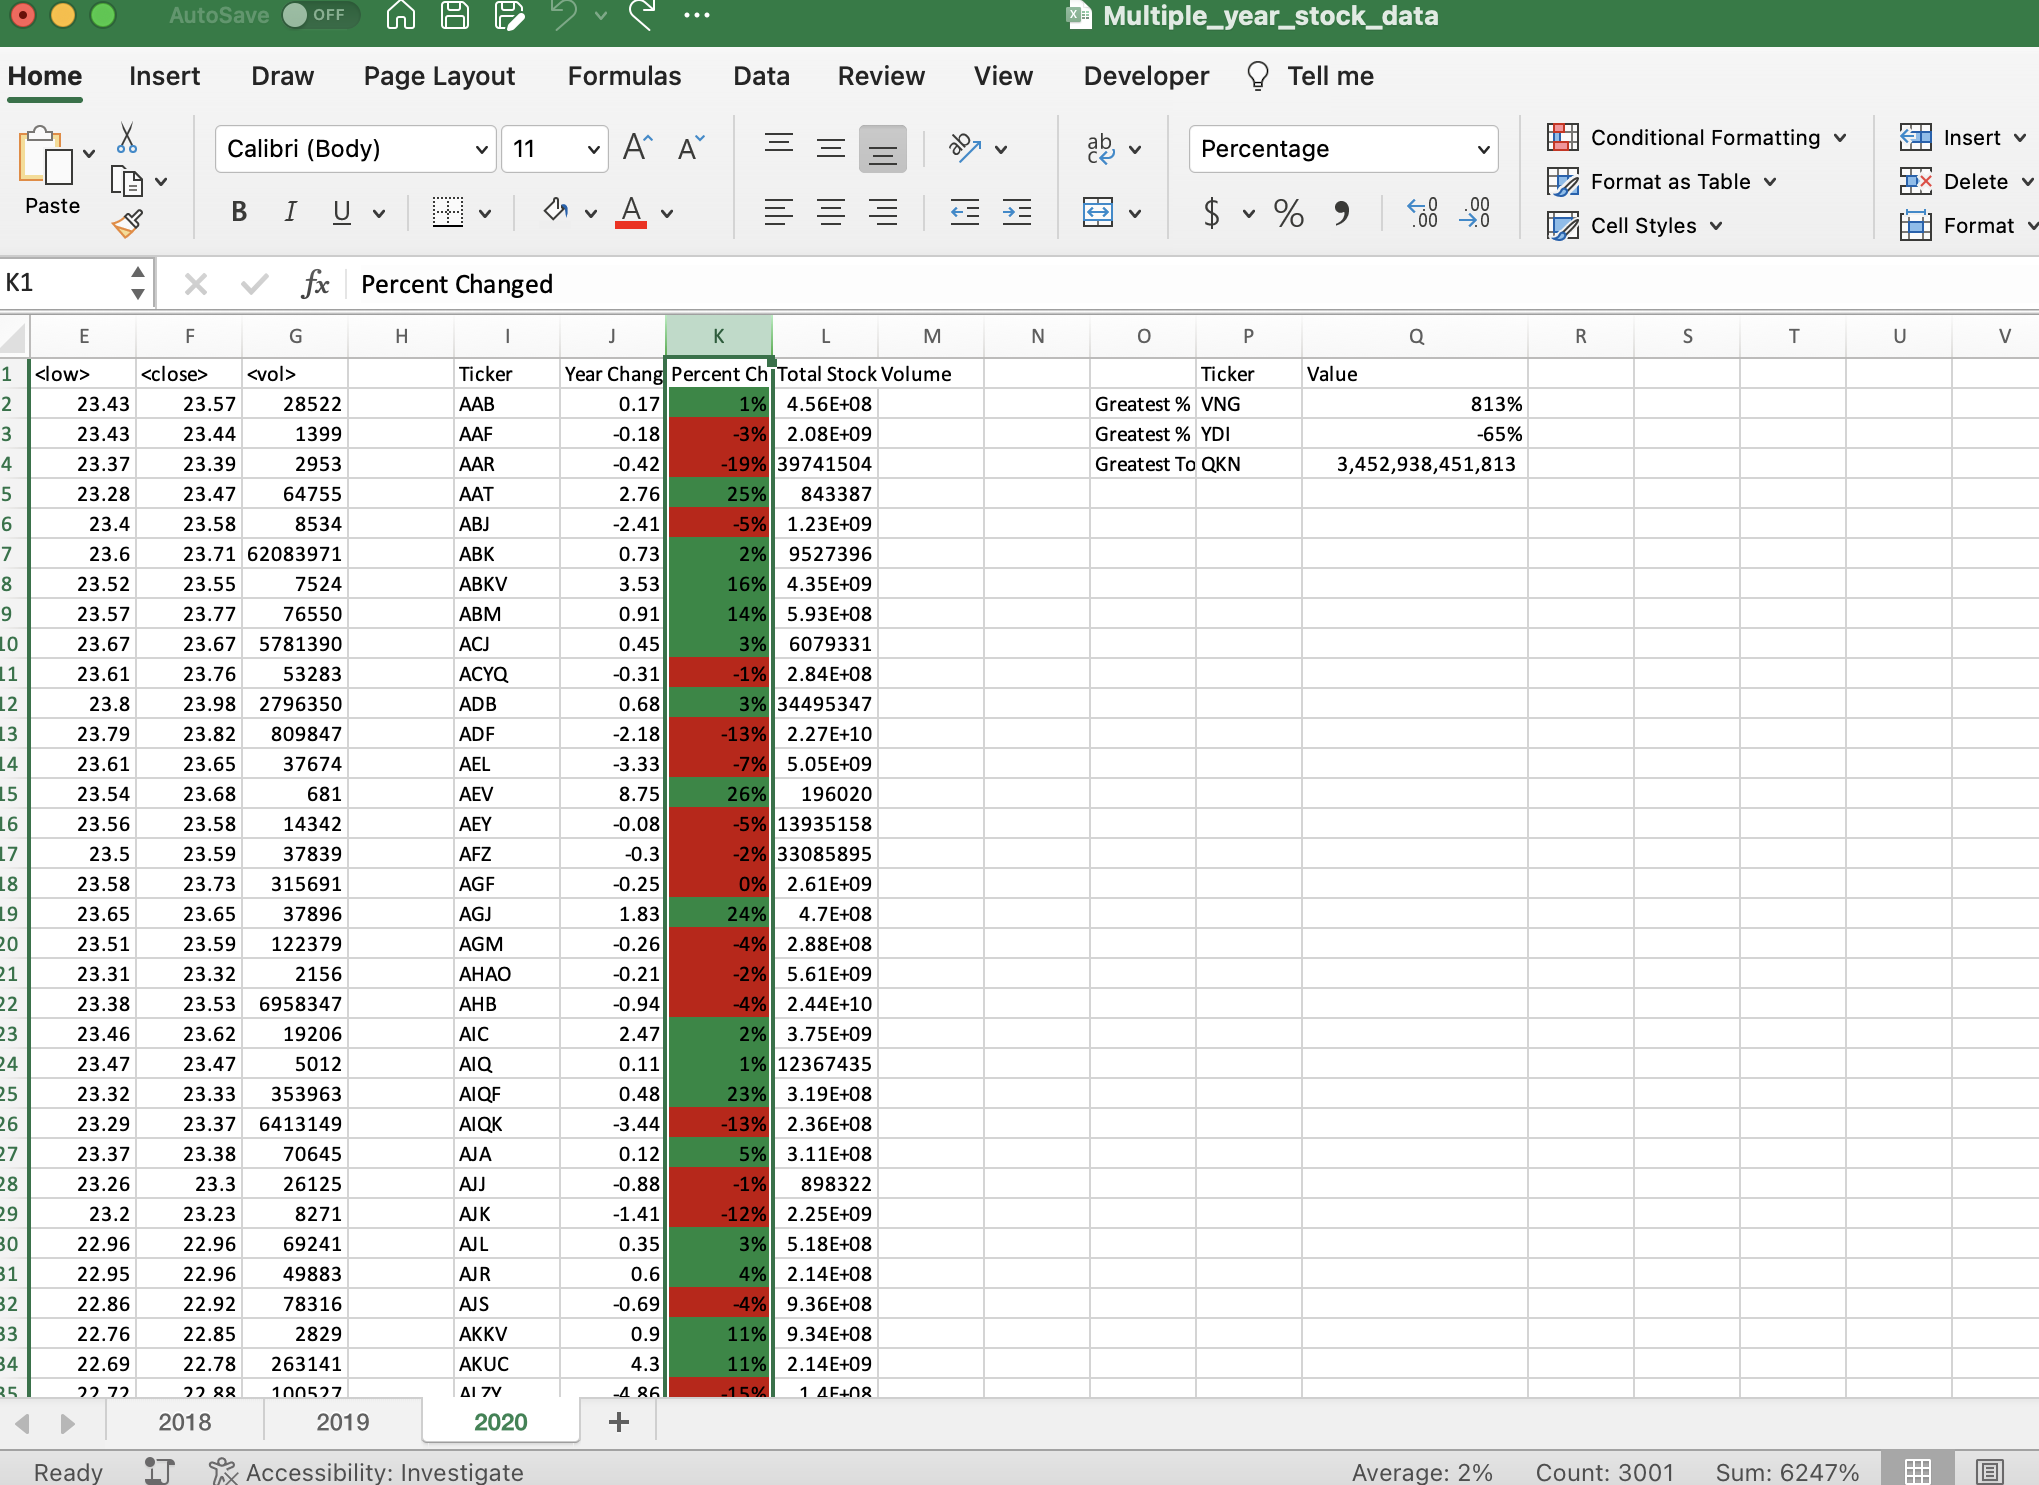 AutoSave OFF Multiple_year_stock_data
Home Insert Draw Page Layout Formulas Data Review View Developer Tell me
Paste
Calibri (Body) 11
B I U A
Percentage
$ % 9
Conditional Formatting
Format as Table
Cell Styles
Insert
Delete
Format
K1 fx Percent Changed
E F G H I J K L M N O P Q R S T U V
1 <low> <close> <vol> Ticker Year Chang Percent Ch Total Stock Volume Ticker Value
2 23.43 23.57 28522 AAB 0.17 1% 4.56E+08 Greatest % VNG 813%
3 23.43 23.44 1399 AAF -0.18 -3% 2.08E+09 Greatest % YDI -65%
4 23.37 23.39 2953 AAR -0.42 -19% 39741504 Greatest To QKN 3,452,938,451,813
5 23.28 23.47 64755 AAT 2.76 25% 843387
6 23.4 23.58 8534 ABJ -2.41 -5% 1.23E+09
7 23.6 23.71 62083971 ABK 0.73 2% 9527396
8 23.52 23.55 7524 ABKV 3.53 16% 4.35E+09
9 23.57 23.77 76550 ABM 0.91 14% 5.93E+08
10 23.67 23.67 5781390 ACJ 0.45 3% 6079331
11 23.61 23.76 53283 ACYQ -0.31 -1% 2.84E+08
12 23.8 23.98 2796350 ADB 0.68 3% 34495347
13 23.79 23.82 809847 ADF -2.18 -13% 2.27E+10
14 23.61 23.65 37674 AEL -3.33 -7% 5.05E+09
15 23.54 23.68 681 AEV 8.75 26% 196020
16 23.56 23.58 14342 AEY -0.08 -5% 13935158
17 23.5 23.59 37839 AFZ -0.3 -2% 33085895
18 23.58 23.73 315691 AGF -0.25 0% 2.61E+09
19 23.65 23.65 37896 AGJ 1.83 24% 4.7E+08
20 23.51 23.59 122379 AGM -0.26 -4% 2.88E+08
21 23.31 23.32 2156 AHAO -0.21 -2% 5.61E+09
22 23.38 23.53 6958347 AHB -0.94 -4% 2.44E+10
23 23.46 23.62 19206 AIC 2.47 2% 3.75E+09
24 23.47 23.47 5012 AIQ 0.11 1% 12367435
25 23.32 23.33 353963 AIQF 0.48 23% 3.19E+08
26 23.29 23.37 6413149 AIQK -3.44 -13% 2.36E+08
27 23.37 23.38 70645 AJA 0.12 5% 3.11E+08
28 23.26 23.3 26125 AJJ -0.88 -1% 898322
29 23.2 23.23 8271 AJK -1.41 -12% 2.25E+09
30 22.96 22.96 69241 AJL 0.35 3% 5.18E+08
31 22.95 22.96 49883 AJR 0.6 4% 2.14E+08
32 22.86 22.92 78316 AJS -0.69 -4% 9.36E+08
33 22.76 22.85 2829 AKKV 0.9 11% 9.34E+08
34 22.69 22.78 263141 AKUC 4.3 11% 2.14E+09
35 22.72 22.88 100527 ALZY -4.86 -15% 1.4E+08
2018 2019 2020 +
Ready Accessibility: Investigate Average: 2% Count: 3001 Sum: 6247%